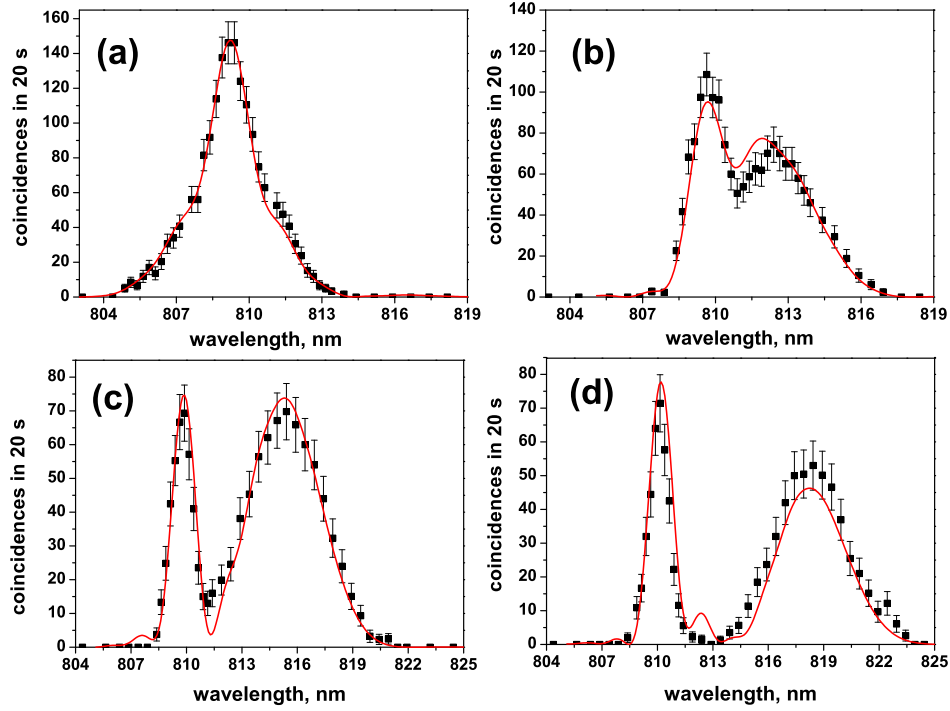 (a)
coincidences in 20 s
160
140
120
100
80
60
40
20
0
804 807 810 813 816 819
wavelength, nm
(b)
coincidences in 20 s
140
120
100
80
60
40
20
0
804 807 810 813 816 819
wavelength, nm
(c)
coincidences in 20 s
80
70
60
50
40
30
20
10
0
804 807 810 813 816 819 822 825
wavelength, nm
(d)
coincidences in 20 s
80
70
60
50
40
30
20
10
0
804 807 810 813 816 819 822 825
wavelength, nm